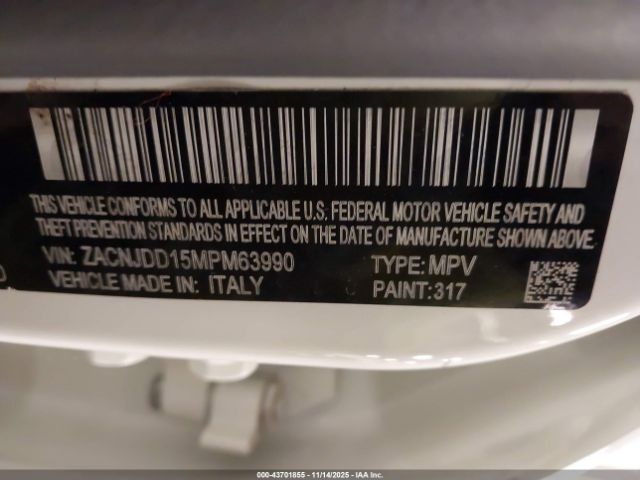 THIS VEHICLE CONFORMS TO ALL APPLICABLE U.S. FEDERAL MOTOR VEHICLE SAFETY AND
THEFT PREVENTION STANDARDS IN EFFECT ON THE DATE OF MANUFACTURE SHOWN ABOVE.
VIN: ZACNJDD15MPM63990 TYPE: MPV
VEHICLE MADE IN: ITALY PAINT:317
000-43701855 - 11/14/2025 - IAA Inc.